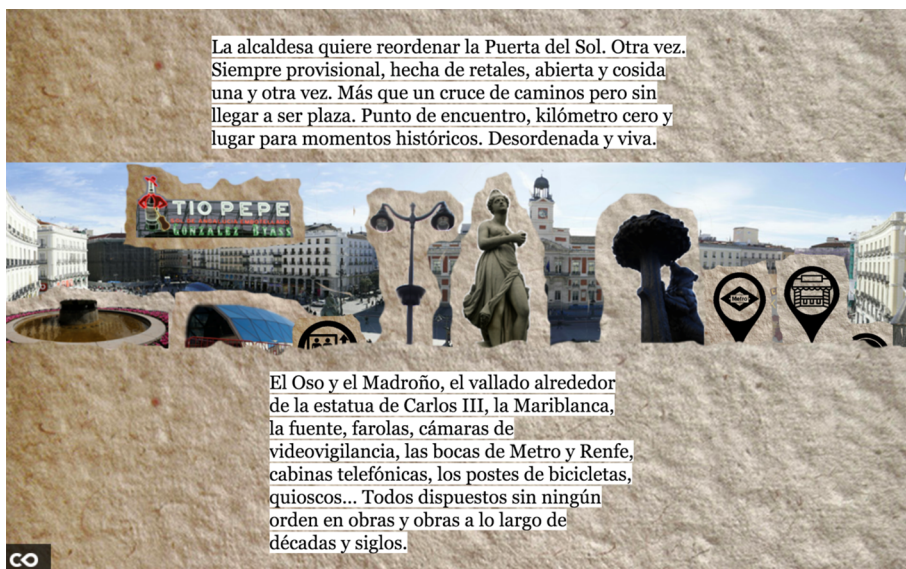 La alcaldesa quiere reordenar la Puerta del Sol. Otra vez.
Siempre provisional, hecha de retales, abierta y cosida
una y otra vez. Más que un cruce de caminos pero sin
llegar a ser plaza. Punto de encuentro, kilómetro cero y
lugar para momentos históricos. Desordenada y viva.
TIO PEPE
GONZALEZ BYASS
Metro
El Oso y el Madroño, el vallado alrededor
de la estatua de Carlos III, la Mariblanca,
la fuente, farolas, cámaras de
videovigilancia, las bocas de Metro y Renfe,
cabinas telefónicas, los postes de bicicletas,
quioscos... Todos dispuestos sin ningún
orden en obras y obras a lo largo de
décadas y siglos.